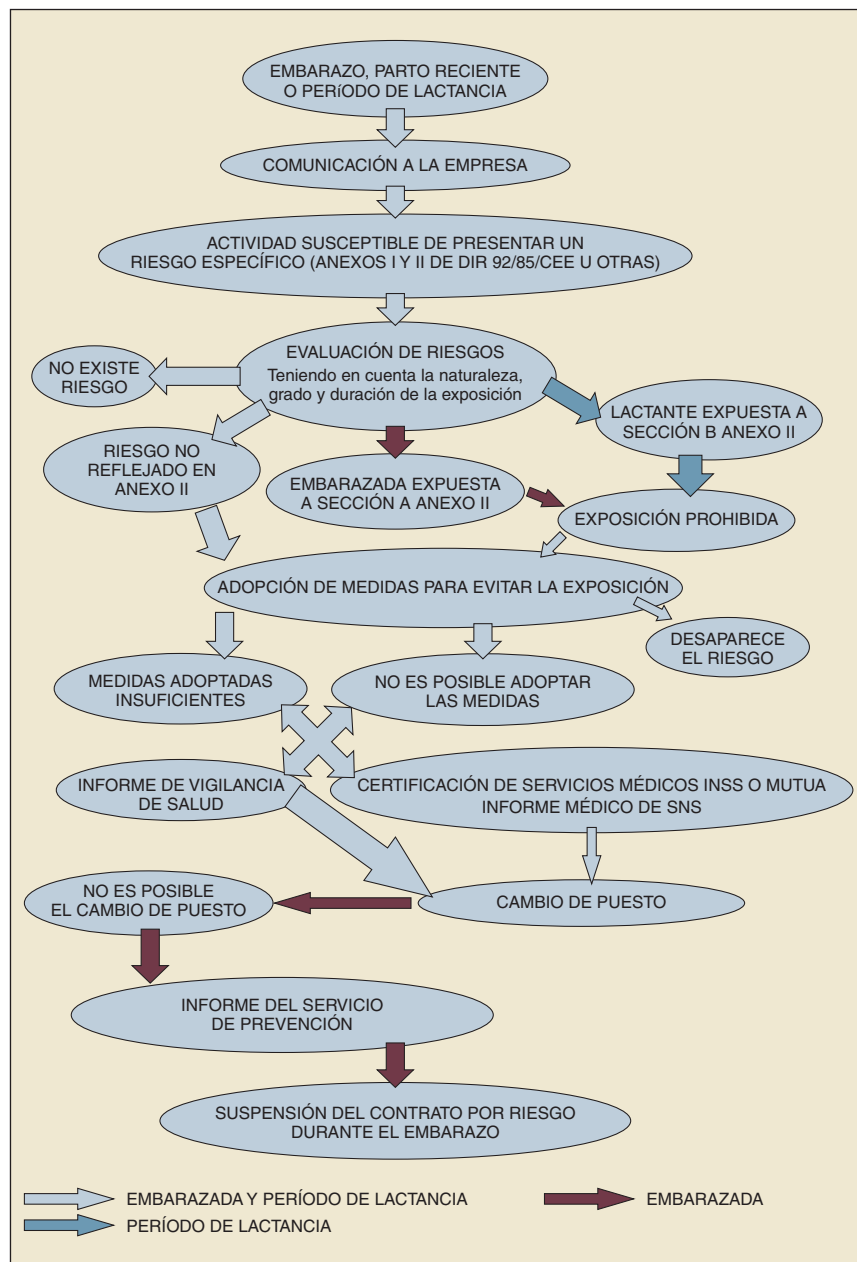 EMBARAZO, PARTO RECIENTE
O PERÍODO DE LACTANCIA
COMUNICACIÓN A LA EMPRESA
ACTIVIDAD SUSCEPTIBLE DE PRESENTAR UN
RIESGO ESPECÍFICO (ANEXOS I Y II DE DIR 92/85/CEE U OTRAS)
EVALUACIÓN DE RIESGOS
Teniendo en cuenta la naturaleza,
grado y duración de la exposición
NO EXISTE
RIESGO
LACTANTE EXPUESTA A
SECCIÓN B ANEXO II
RIESGO NO
REFLEJADO EN
ANEXO II
EMBARAZADA EXPUESTA
A SECCIÓN A ANEXO II
EXPOSICIÓN PROHIBIDA
ADOPCIÓN DE MEDIDAS PARA EVITAR LA EXPOSICIÓN
DESAPARECE
EL RIESGO
MEDIDAS ADOPTADAS
INSUFICIENTES
NO ES POSIBLE ADOPTAR
LAS MEDIDAS
INFORME DE VIGILANCIA
DE SALUD
CERTIFICACIÓN DE SERVICIOS MÉDICOS INSS O MUTUA
INFORME MÉDICO DE SNS
NO ES POSIBLE
EL CAMBIO DE PUESTO
CAMBIO DE PUESTO
INFORME DEL SERVICIO
DE PREVENCIÓN
SUSPENSIÓN DEL CONTRATO POR RIESGO
DURANTE EL EMBARAZO
EMBARAZADA Y PERÍODO DE LACTANCIA
EMBARAZADA
PERÍODO DE LACTANCIA